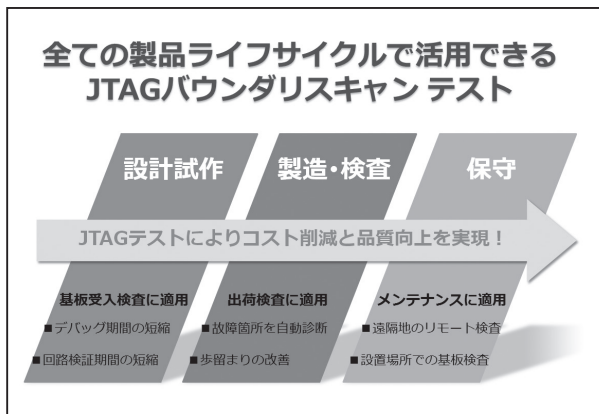 全ての製品ライフサイクルで活用できる
JTAGバウンダリスキャン テスト
設計試作
製造・検査
保守
JTAGテストによりコスト削減と品質向上を実現！
基板受入検査に適用
■デバッグ期間の短縮
■回路検証期間の短縮
出荷検査に適用
■故障箇所を自動診断
■歩留まりの改善
メンテナンスに適用
■遠隔地のリモート検査
■設置場所での基板検査